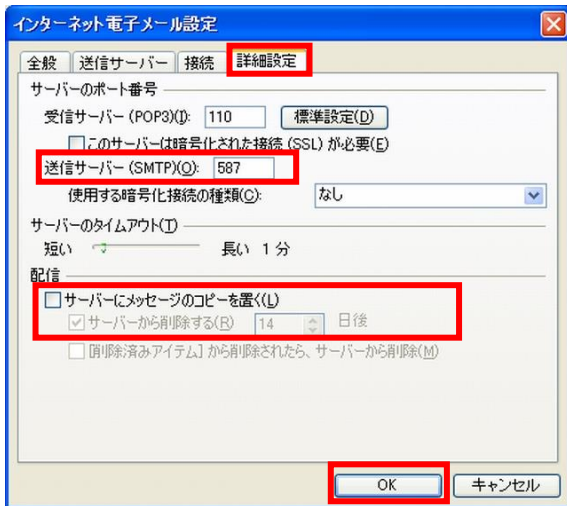 インターネット電子メール設定
全般 送信サーバー 接続 詳細設定
サーバーのポート番号
受信サーバー (POP3)(I): 110 標準設定(D)
このサーバーは暗号化された接続 (SSL) が必要(E)
送信サーバー (SMTP)(O): 587
使用する暗号化接続の種類(C): なし
サーバーのタイムアウト(T)
短い 長い 1 分
配信
サーバーにメッセージのコピーを置く(L)
サーバーから削除する(R) 14 日後
[削除済みアイテム] から削除されたら、サーバーから削除(M)
OK キャンセル